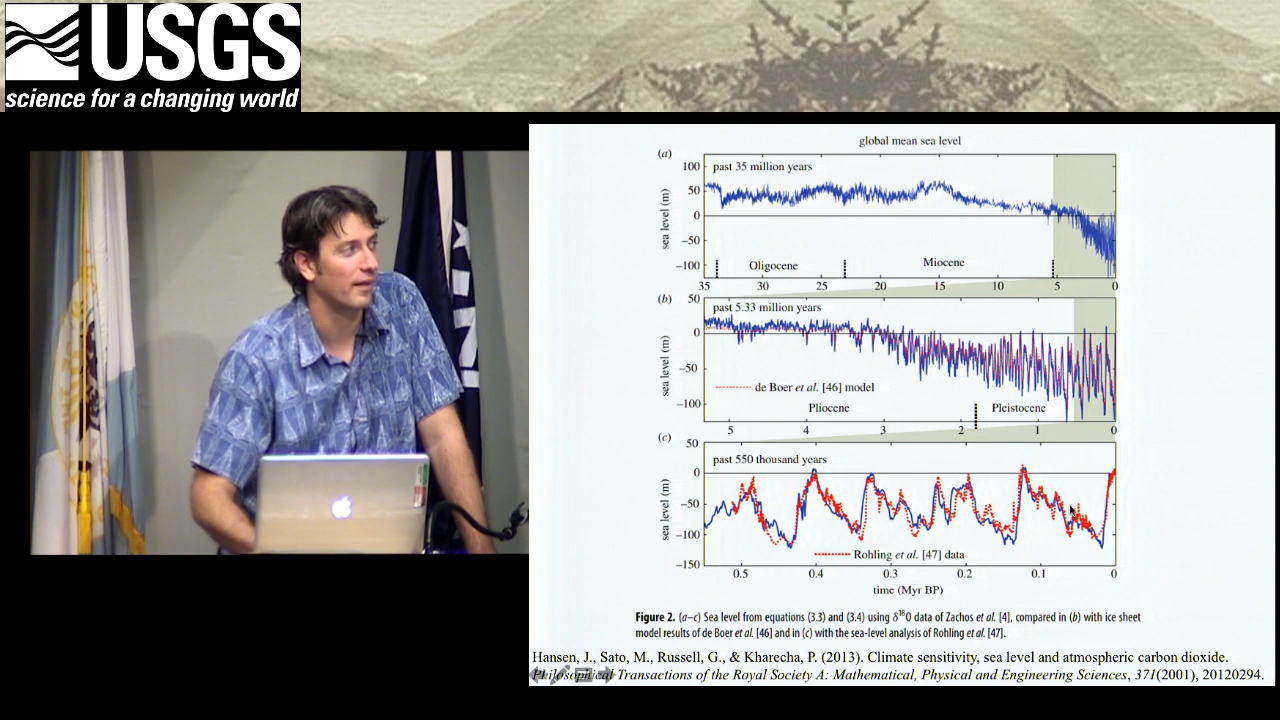 USGS
science for a changing world
global mean sea level
(a)
past 35 million years
sea level (m)
100
50
0
−50
−100
Oligocene
Miocene
35
30
25
20
15
10
5
0
(b)
past 5.33 million years
sea level (m)
50
0
−50
−100
de Boer et al. [46] model
Pliocene
Pleistocene
5
4
3
2
1
0
(c)
past 550 thousand years
sea level (m)
50
0
−50
−100
−150
Rohling et al. [47] data
0.5
0.4
0.3
0.2
0.1
0
time (Myr BP)
Figure 2. (a–c) Sea level from equations (3.3) and (3.4) using δ18O data of Zachos et al. [4], compared in (b) with ice sheet
model results of de Boer et al. [46] and in (c) with the sea-level analysis of Rohling et al. [47].
Hansen, J., Sato, M., Russell, G., & Kharecha, P. (2013). Climate sensitivity, sea level and atmospheric carbon dioxide.
Philosophical Transactions of the Royal Society A: Mathematical, Physical and Engineering Sciences, 371(2001), 20120294.